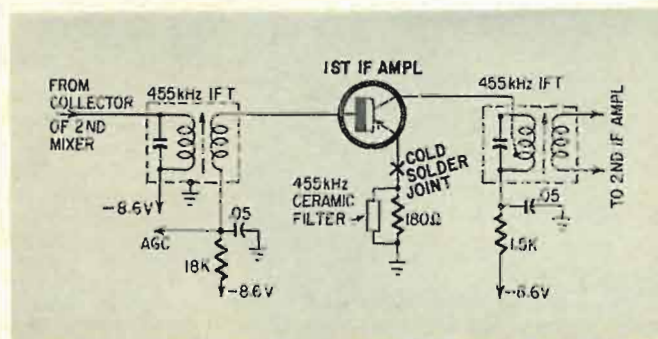 1ST IF AMPL
FROM
COLLECTOR
OF 2ND
MIXER
455kHz IFT
455kHz IFT
COLD
SOLDER
JOINT
455kHz
CERAMIC
FILTER
180Ω
TO 2ND IF AMPL
-8.6V
.05
AGC
18K
-8.6V
.05
1.5K
-8.6V